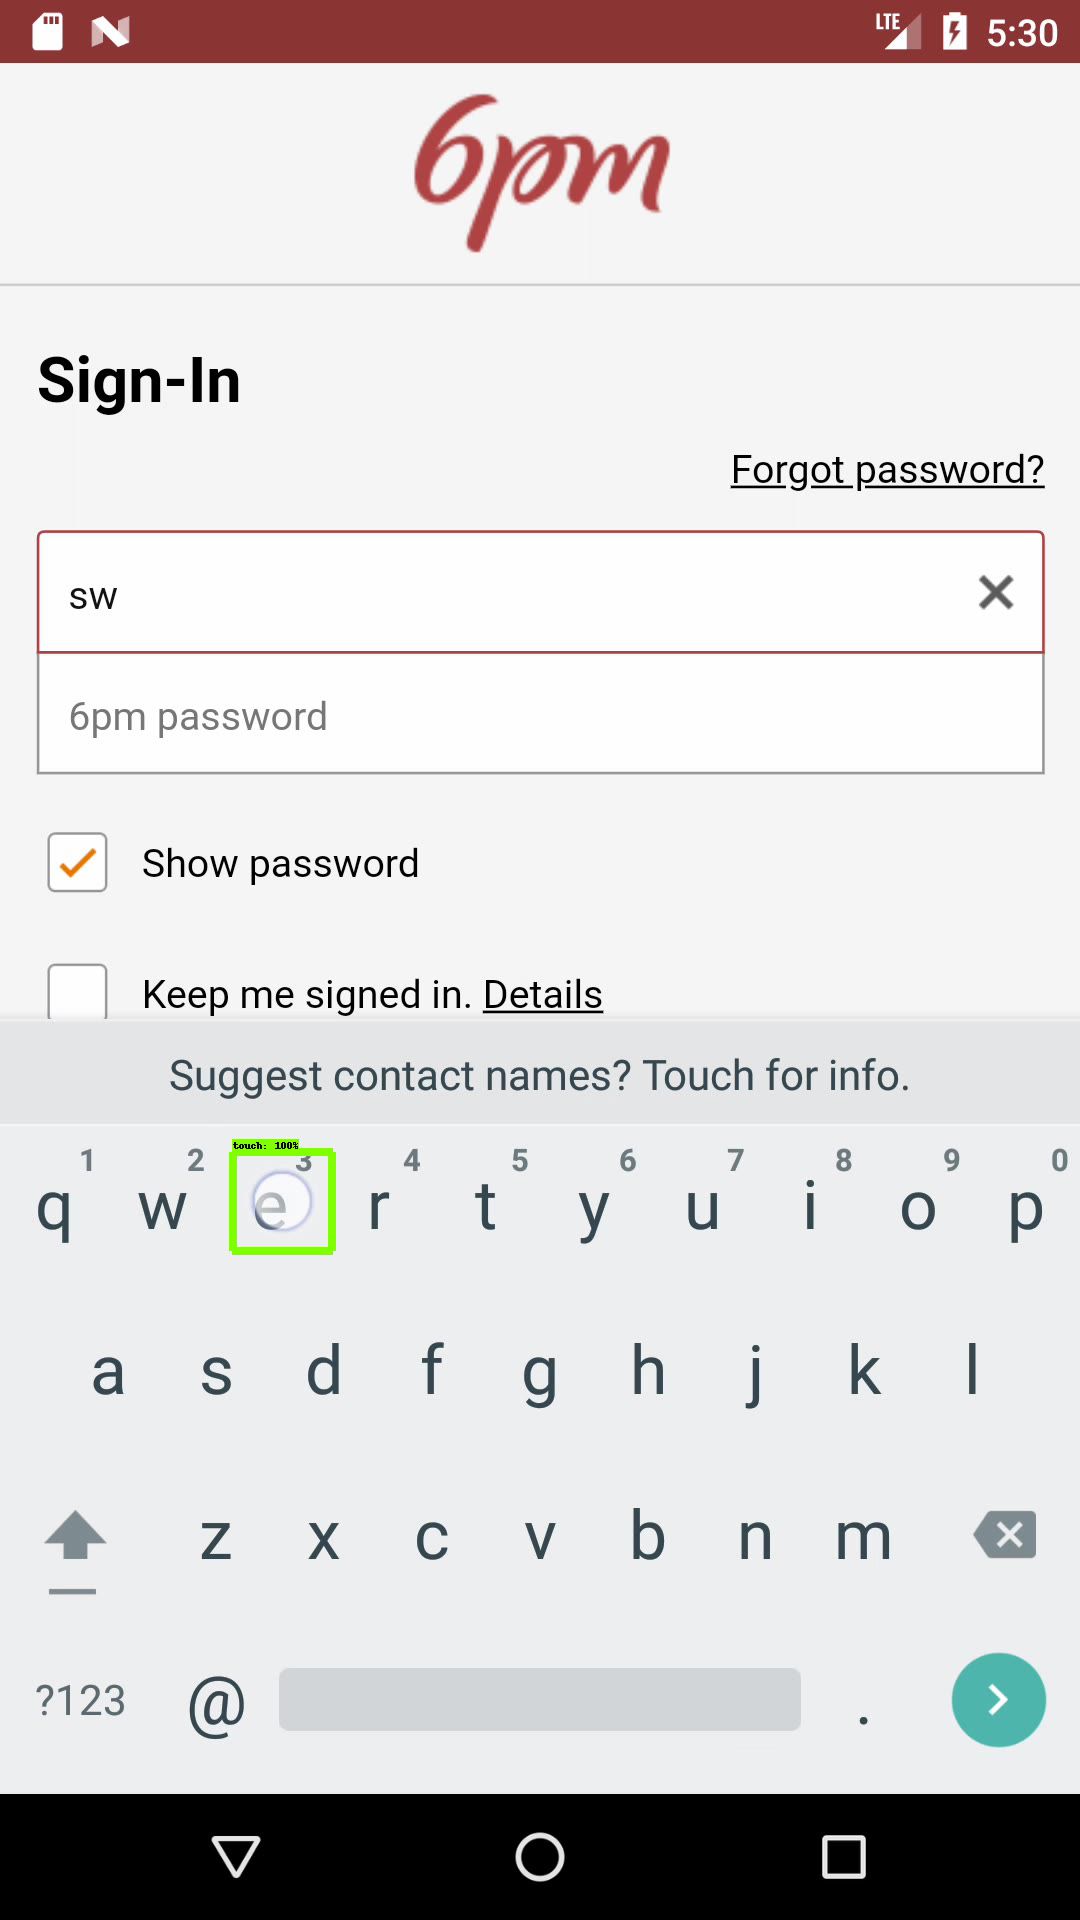 LTE 5:30
6pm
Sign-In
Forgot password?
sw
6pm password
Show password
Keep me signed in. Details
Suggest contact names? Touch for info.
touch: 100%
1 2 3 4 5 6 7 8 9 0
q w e r t y u i o p
a s d f g h j k l
z x c v b n m
?123 @ .